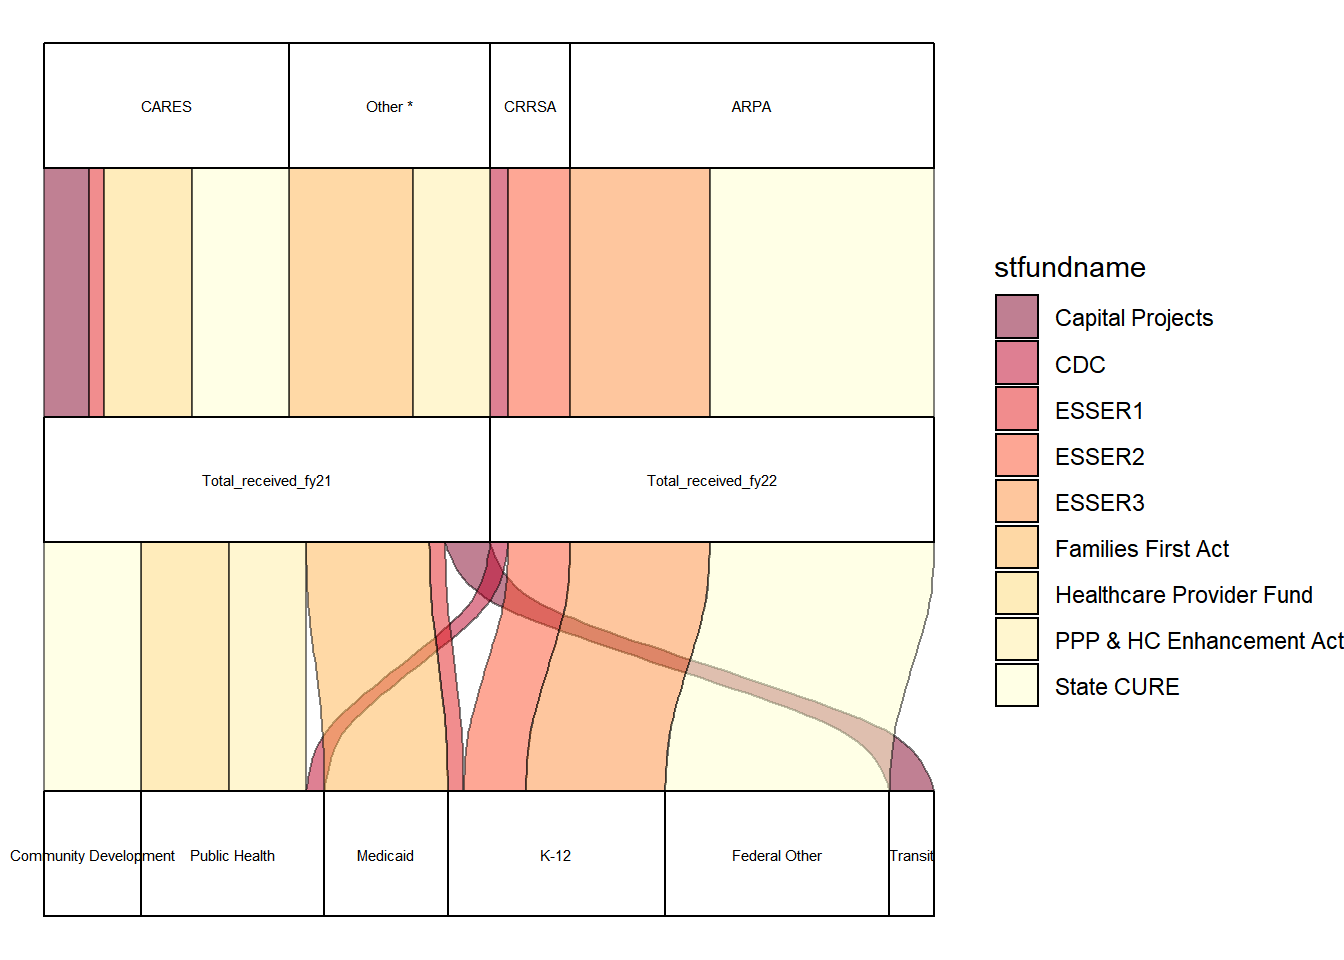 CARES
Other *
CRRSA
ARPA
Total_received_fy21
Total_received_fy22
Community Development
Public Health
Medicaid
K-12
Federal Other
Transit
stfundname
Capital Projects
CDC
ESSER1
ESSER2
ESSER3
Families First Act
Healthcare Provider Fund
PPP & HC Enhancement Act
State CURE